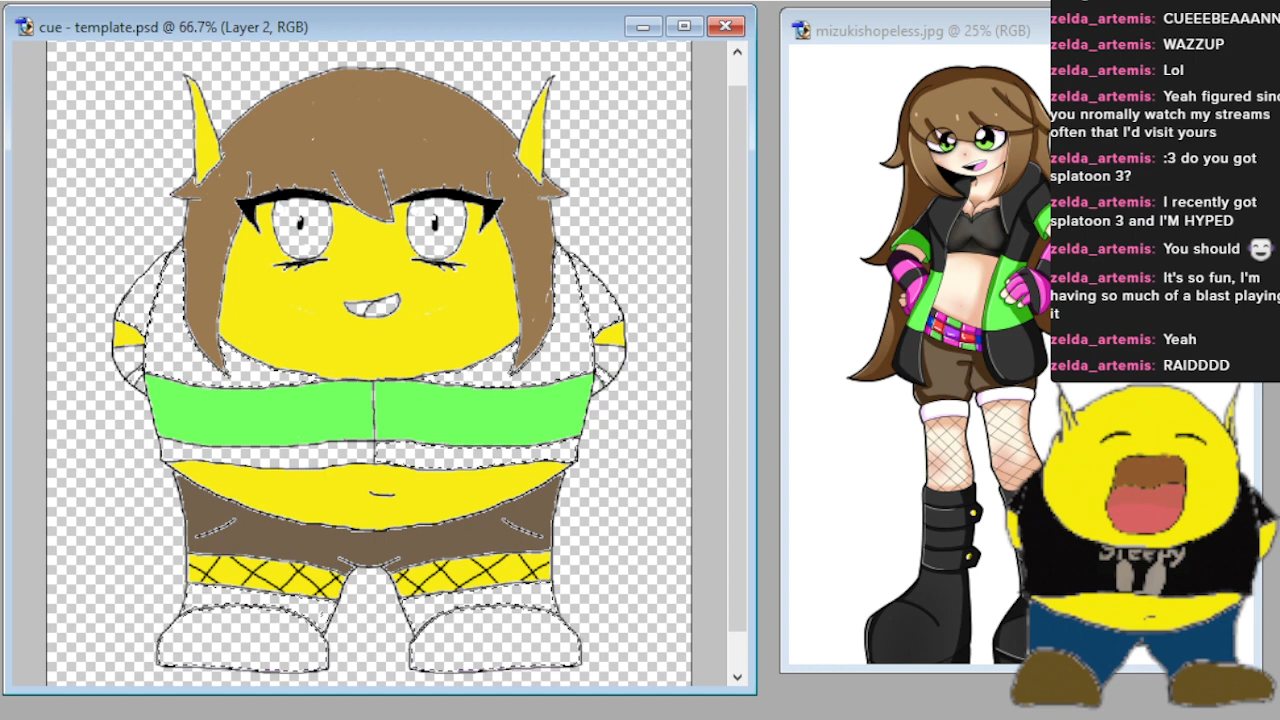 cue - template.psd @ 66.7% (Layer 2, RGB)
mizukishopeless.jpg @ 25% (RGB)
zelda_artemis: CUEEEBEAAANN
zelda_artemis: WAZZUP
zelda_artemis: Lol
zelda_artemis: Yeah figured sinc
you nromally watch my streams
often that I'd visit yours
zelda_artemis: :3 do you got
splatoon 3?
zelda_artemis: I recently got
splatoon 3 and I'M HYPED
zelda_artemis: You should
zelda_artemis: It's so fun, I'm
having so much of a blast playing
it
zelda_artemis: Yeah
zelda_artemis: RAIDDDD
Sleepy